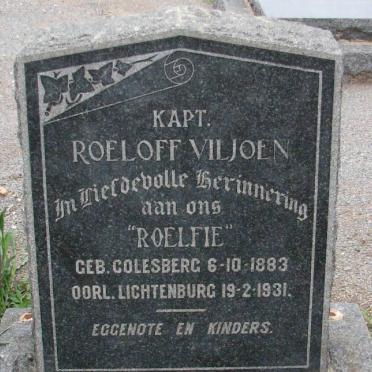 KAPT.
ROELOFF VILJOEN
In Liefdevolle Herinnering
aan ons
"ROELFIE"
GEB. COLESBERG 6-10-1883
OORL. LICHTENBURG 19-2-1931.
EGGENOTE EN KINDERS.